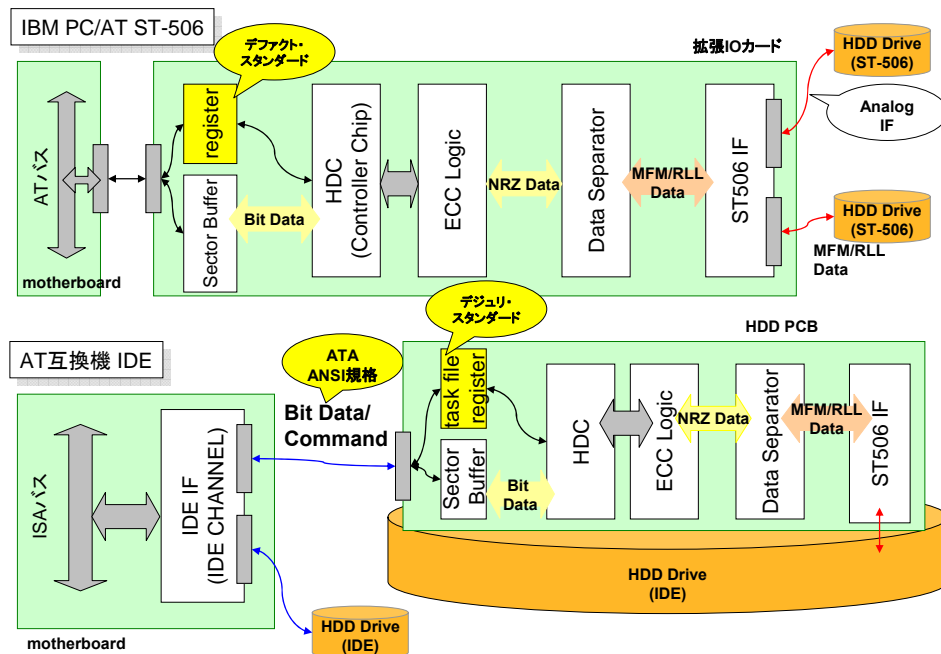 IBM PC/AT ST-506
デファクト・
スタンダード
拡張IOカード
HDD Drive
(ST-506)
Analog
IF
ATバス
register
Sector Buffer
Bit Data
HDC
(Controller Chip)
ECC Logic
NRZ Data
Data Separator
MFM/RLL
Data
ST506 IF
HDD Drive
(ST-506)
MFM/RLL
Data
motherboard
デジュリ・
スタンダード
HDD PCB
AT互換機 IDE
ATA
ANSI規格
Bit Data/
Command
task file
register
Sector
Buffer
Bit
Data
HDC
ECC Logic
NRZ Data
Data Separator
MFM/RLL
Data
ST506 IF
ISAバス
IDE IF
(IDE CHANNEL)
HDD Drive
(IDE)
HDD Drive
(IDE)
motherboard